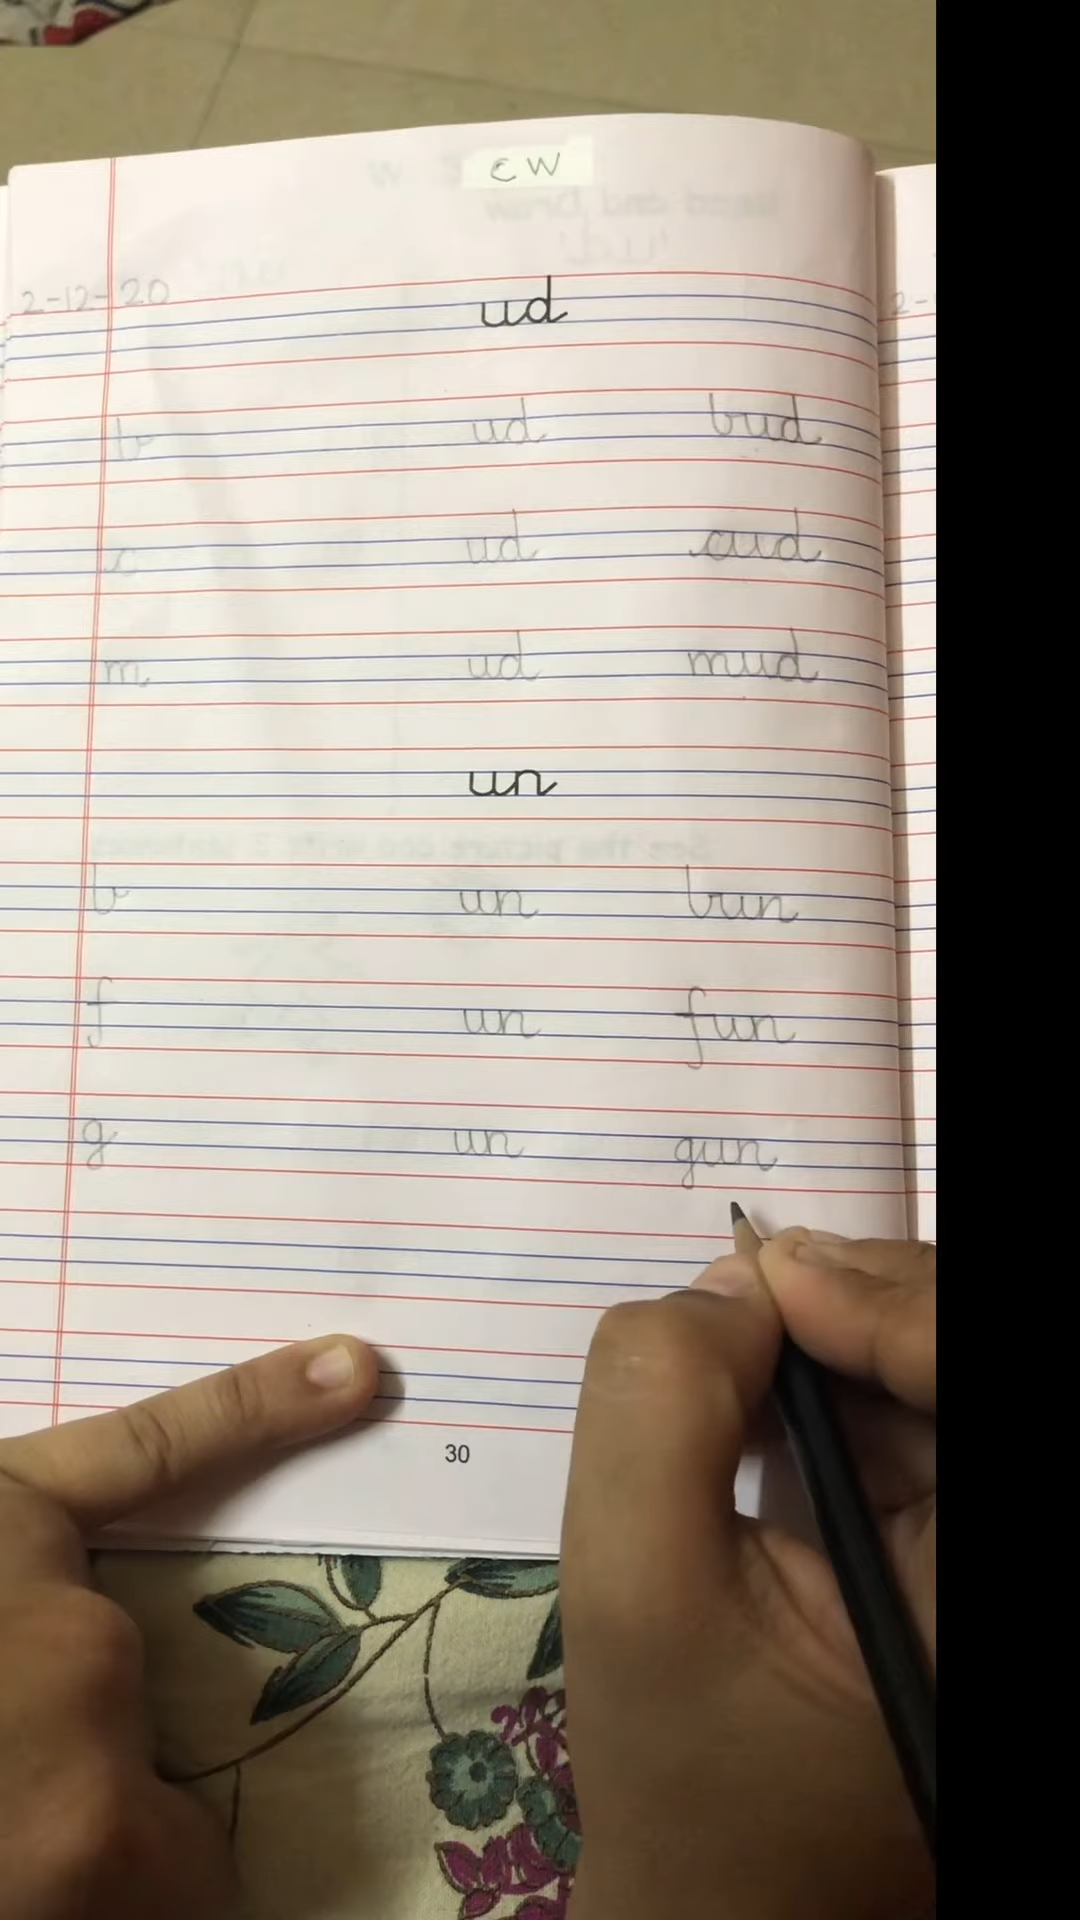 CW
2-12-20
ud
b ud bud
c ud cud
m ud mud
un
b un bun
f un fun
g un gun
30